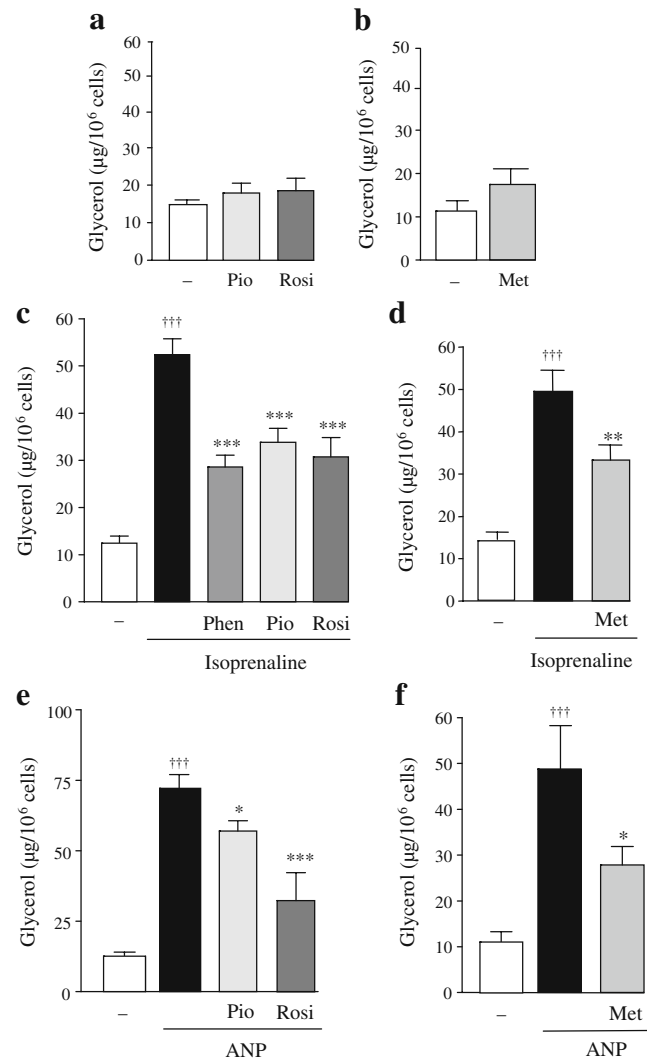 a
Glycerol (μg/10⁶ cells)
60
50
40
30
20
10
0
–
Pio
Rosi
b
Glycerol (μg/10⁶ cells)
50
40
30
20
10
0
–
Met
c
Glycerol (μg/10⁶ cells)
60
50
40
30
20
10
0
†††
***
***
***
–
Phen
Pio
Rosi
Isoprenaline
d
Glycerol (μg/10⁶ cells)
60
50
40
30
20
10
0
†††
**
–
Met
Isoprenaline
e
Glycerol (μg/10⁶ cells)
100
75
50
25
0
†††
*
***
–
Pio
Rosi
ANP
f
Glycerol (μg/10⁶ cells)
60
50
40
30
20
10
0
†††
*
–
Met
ANP